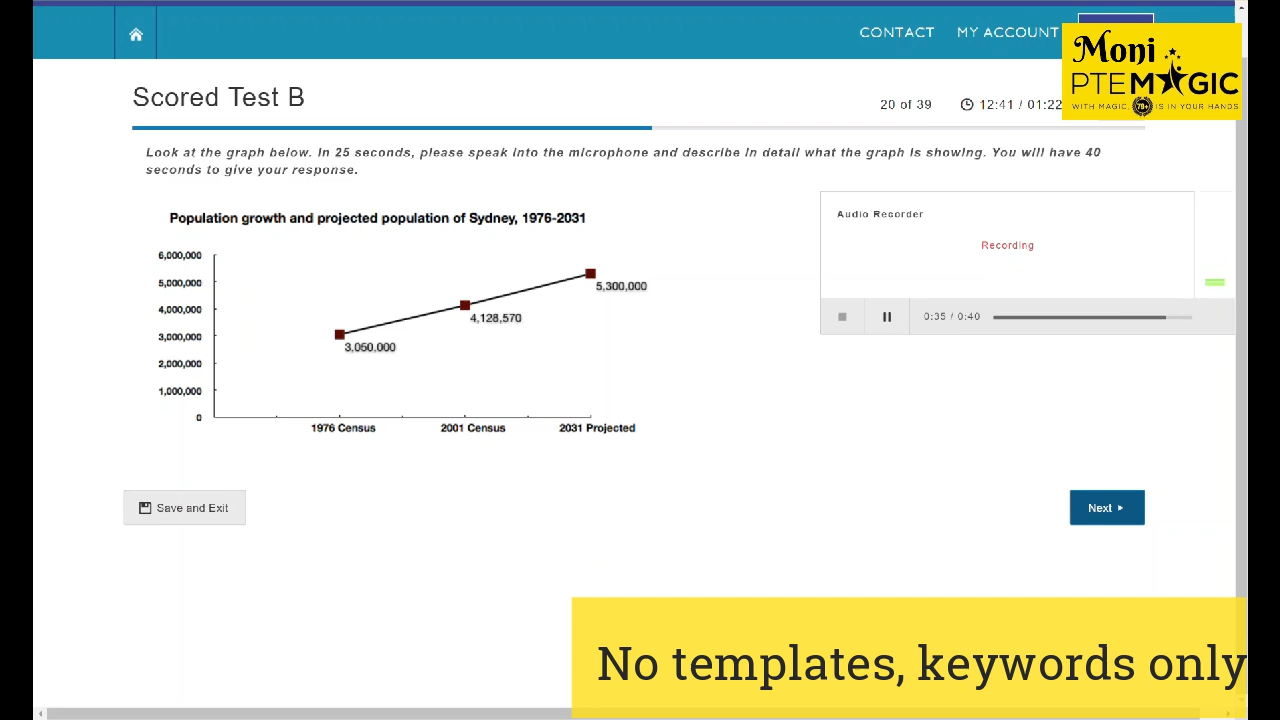 CONTACT MY ACCOUNT
Moni
PTE MAGIC
WITH MAGIC, 79+ IS IN YOUR HANDS
Scored Test B
20 of 39 12:41 / 01:22
Look at the graph below. In 25 seconds, please speak into the microphone and describe in detail what the graph is showing. You will have 40
seconds to give your response.
Population growth and projected population of Sydney, 1976-2031
6,000,000
5,000,000
4,000,000
3,000,000
2,000,000
1,000,000
0
5,300,000
4,128,570
3,050,000
1976 Census 2001 Census 2031 Projected
Audio Recorder
Recording
0:35 / 0:40
Save and Exit
Next
No templates, keywords only